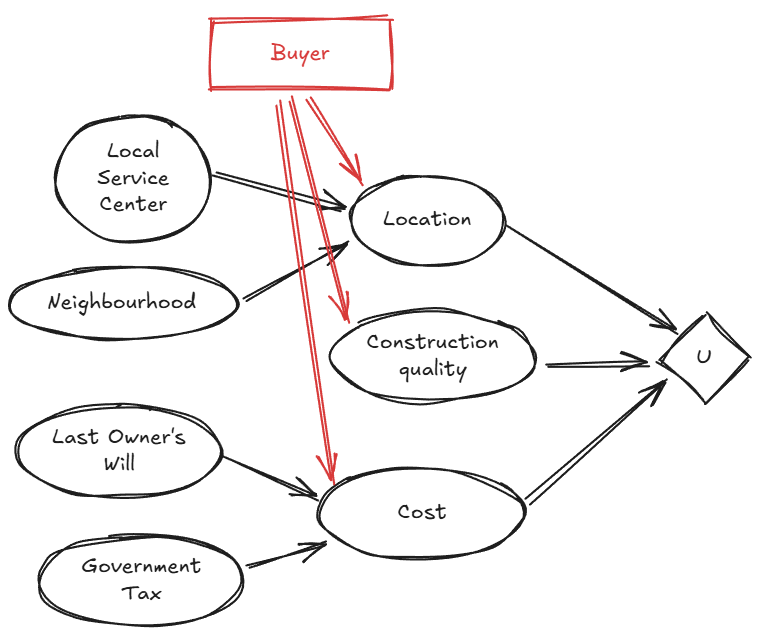 Buyer
Local
Service
Center
Location
Neighbourhood
Construction
quality
U
Last Owner's
Will
Cost
Government
Tax